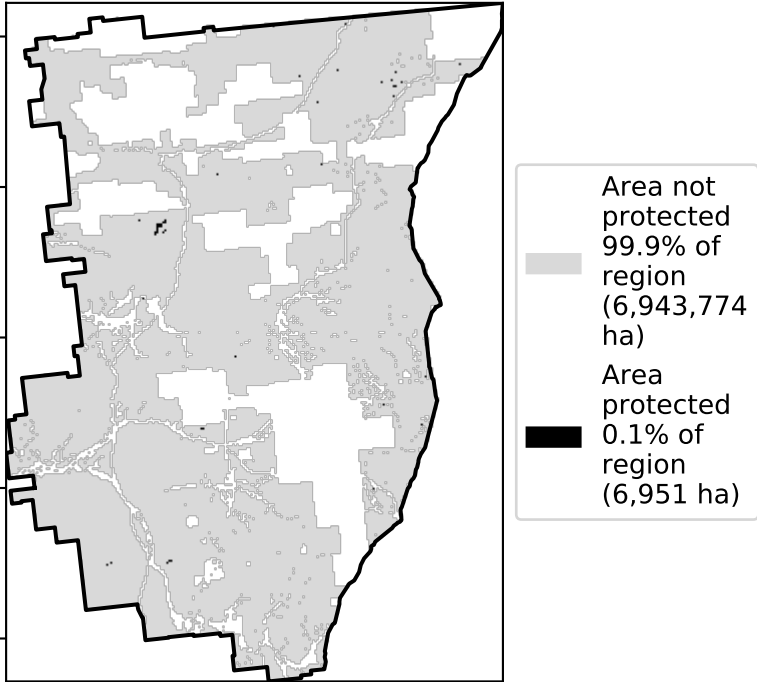 Area not
protected
99.9% of
region
(6,943,774
ha)
Area
protected
0.1% of
region
(6,951 ha)